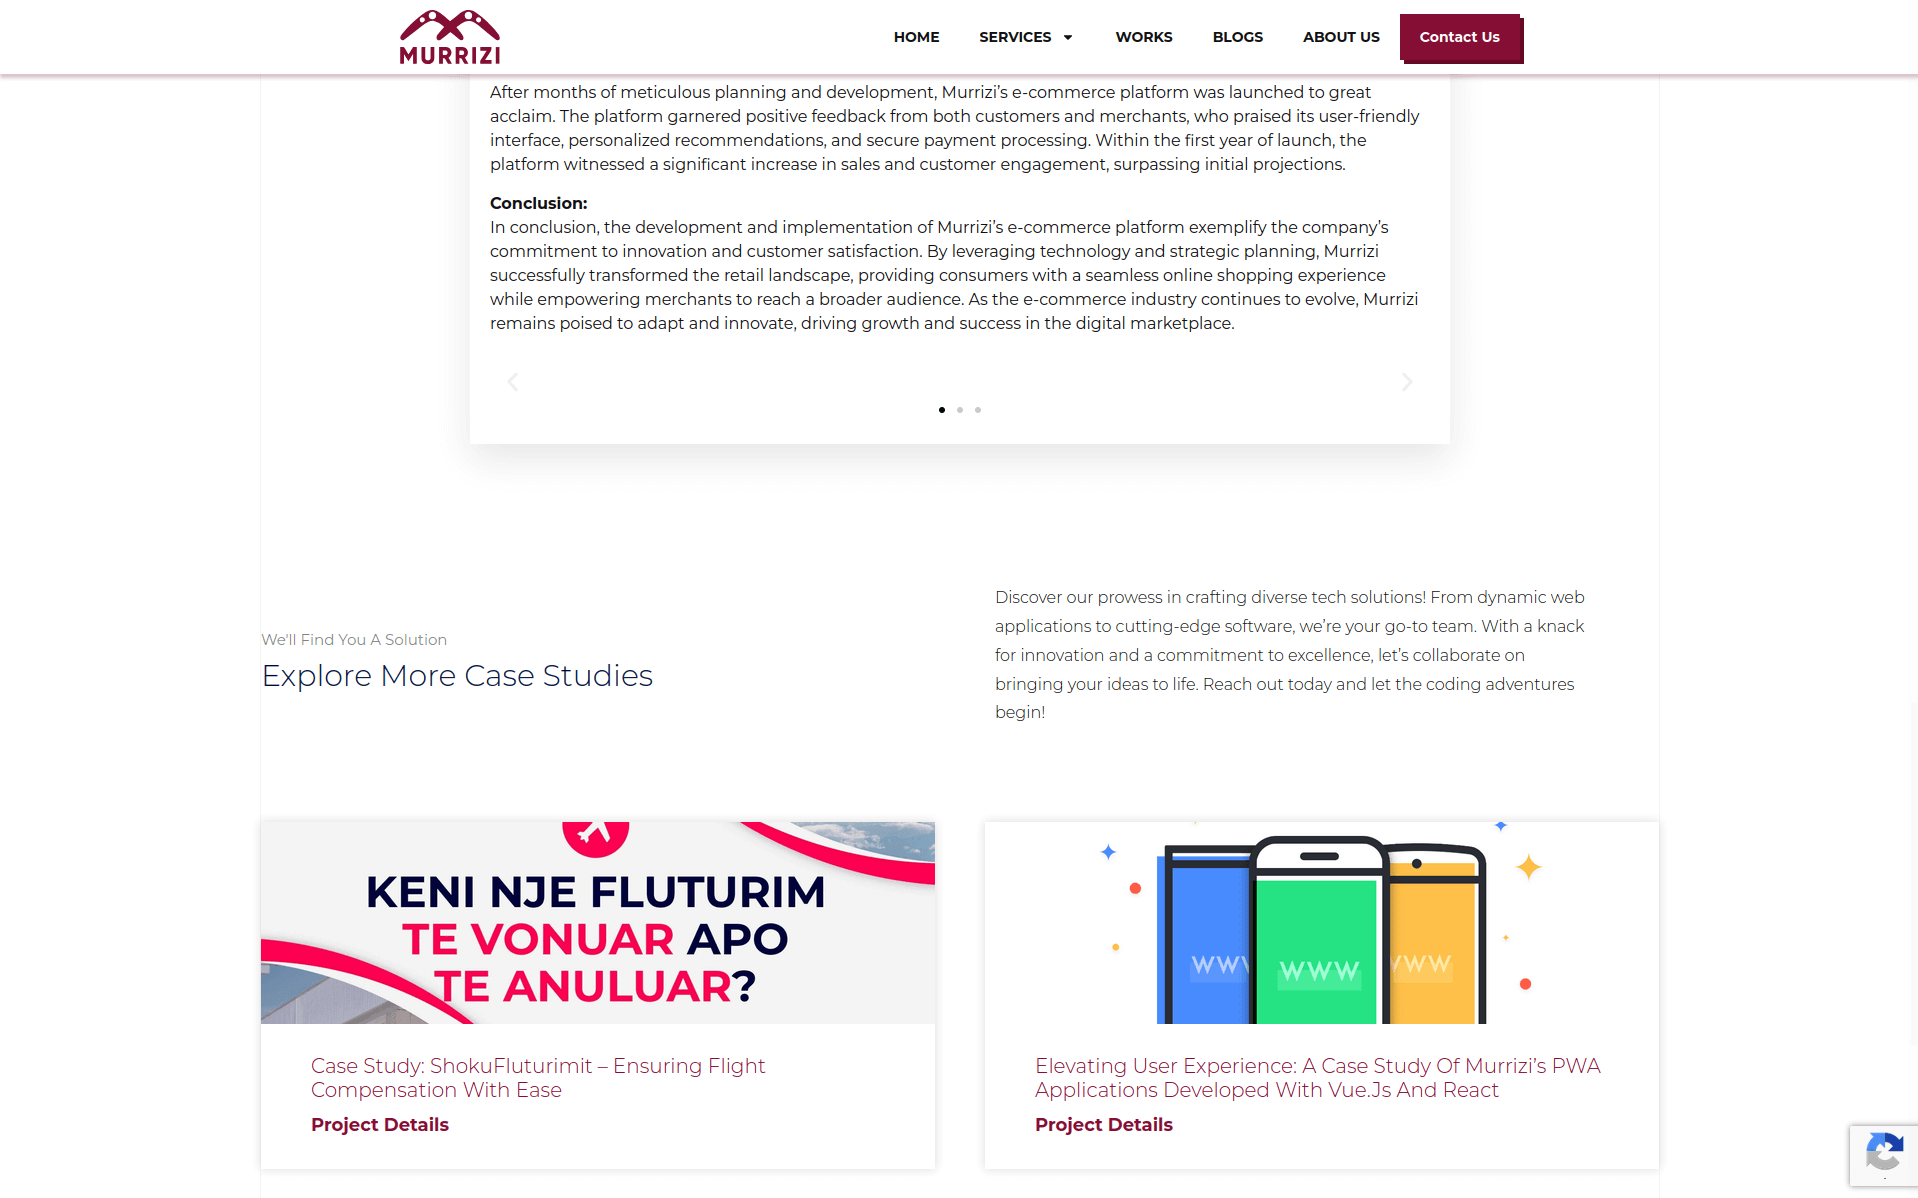 MURRIZI
HOME SERVICES WORKS BLOGS ABOUT US Contact Us
After months of meticulous planning and development, Murrizi’s e-commerce platform was launched to great
acclaim. The platform garnered positive feedback from both customers and merchants, who praised its user-friendly
interface, personalized recommendations, and secure payment processing. Within the first year of launch, the
platform witnessed a significant increase in sales and customer engagement, surpassing initial projections.
Conclusion:
In conclusion, the development and implementation of Murrizi’s e-commerce platform exemplify the company’s
commitment to innovation and customer satisfaction. By leveraging technology and strategic planning, Murrizi
successfully transformed the retail landscape, providing consumers with a seamless online shopping experience
while empowering merchants to reach a broader audience. As the e-commerce industry continues to evolve, Murrizi
remains poised to adapt and innovate, driving growth and success in the digital marketplace.
We'll Find You A Solution
Explore More Case Studies
Discover our prowess in crafting diverse tech solutions! From dynamic web
applications to cutting-edge software, we’re your go-to team. With a knack
for innovation and a commitment to excellence, let’s collaborate on
bringing your ideas to life. Reach out today and let the coding adventures
begin!
KENI NJE FLUTURIM
TE VONUAR APO
TE ANULUAR?
WWW WWW WWW
Case Study: ShokuFluturimit – Ensuring Flight
Compensation With Ease
Project Details
Elevating User Experience: A Case Study Of Murrizi’s PWA
Applications Developed With Vue.Js And React
Project Details